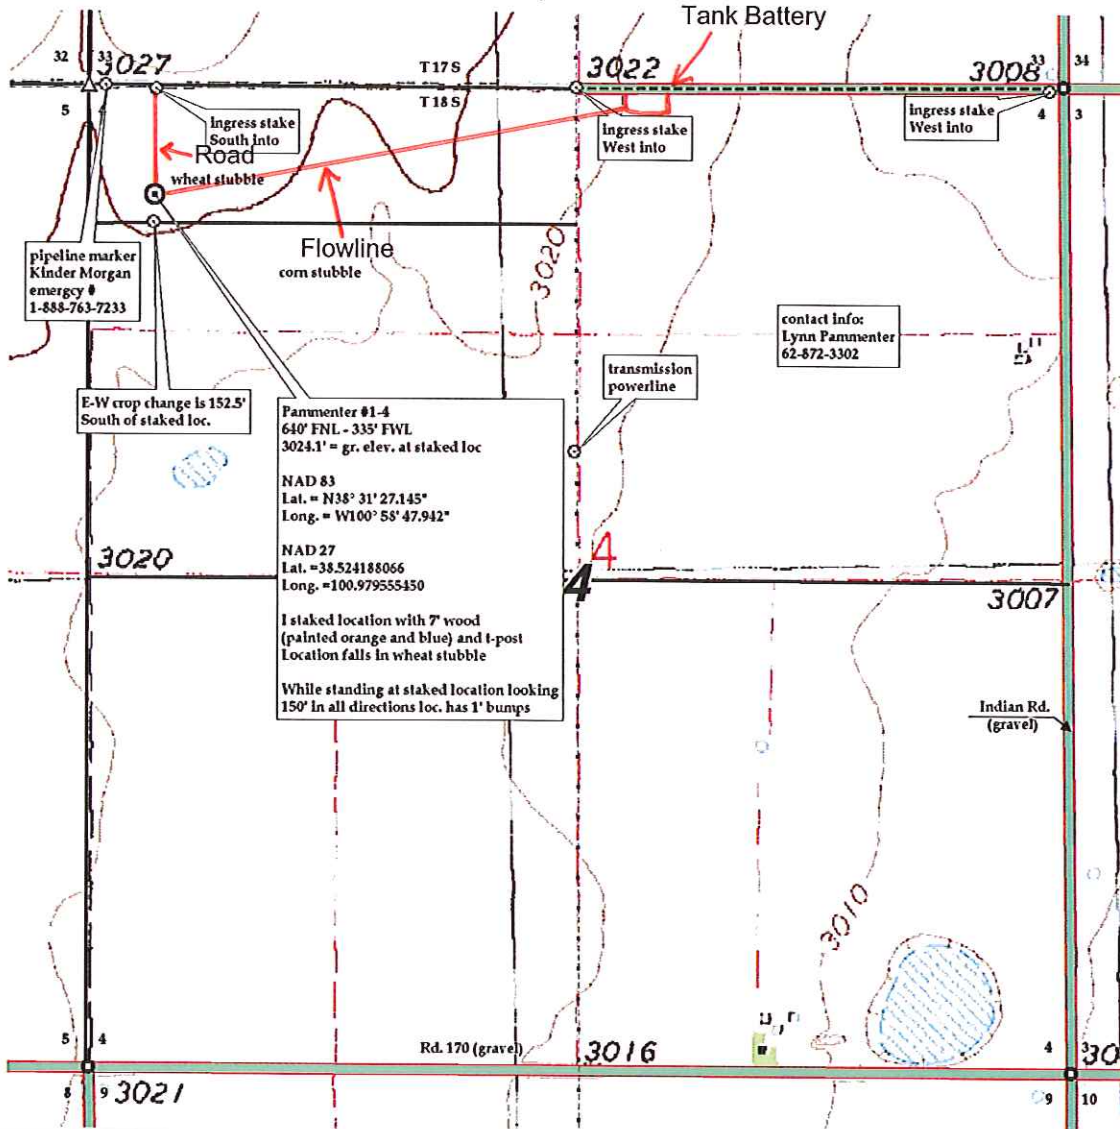 Tank Battery
32 33
3027
T 17 S
3022
3008
33 34
5
T 18 S
4 3
ingress stake
South into
ingress stake
West into
ingress stake
West into
Road
wheat stubble
Flowline
corn stubble
3020
pipeline marker
Kinder Morgan
emergcy #
1-888-763-7233
contact info:
Lynn Pammenter
62-872-3302
transmission
powerline
E-W crop change is 152.5'
South of staked loc.
Pammenter #1-4
640' FNL - 335' FWL
3024.1' = gr. elev. at staked loc
NAD 83
Lat. = N38° 31' 27.145"
Long. = W100° 58' 47.942"
NAD 27
Lat. =38.524188066
Long. =100.979555450
I staked location with 7' wood
(painted orange and blue) and t-post
Location falls in wheat stubble
While standing at staked location looking
150' in all directions loc. has 1' bumps
3020
4
4
3007
Indian Rd.
(gravel)
3010
5 4
Rd. 170 (gravel)
3016
4 3
30
8 9
3021
9 10